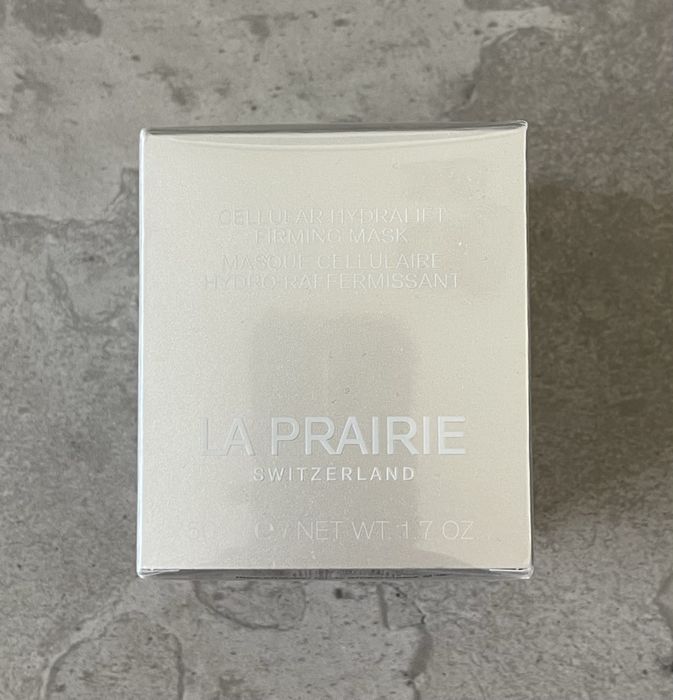 CELLULAR HYDRALIFT
FIRMING MASK
MASQUE CELLULAIRE
HYDRO-RAFFERMISSANT
LA PRAIRIE
SWITZERLAND
℮ / NET WT. 1.7 OZ